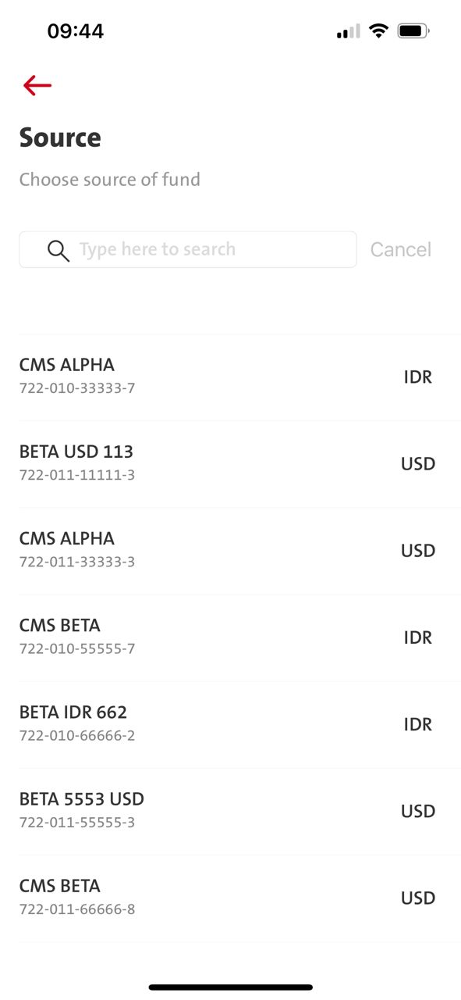 09:44
Source
Choose source of fund
Type here to search
Cancel
CMS ALPHA
722-010-33333-7
IDR
BETA USD 113
722-011-11111-3
USD
CMS ALPHA
722-011-33333-3
USD
CMS BETA
722-010-55555-7
IDR
BETA IDR 662
722-010-66666-2
IDR
BETA 5553 USD
722-011-55555-3
USD
CMS BETA
722-011-66666-8
USD